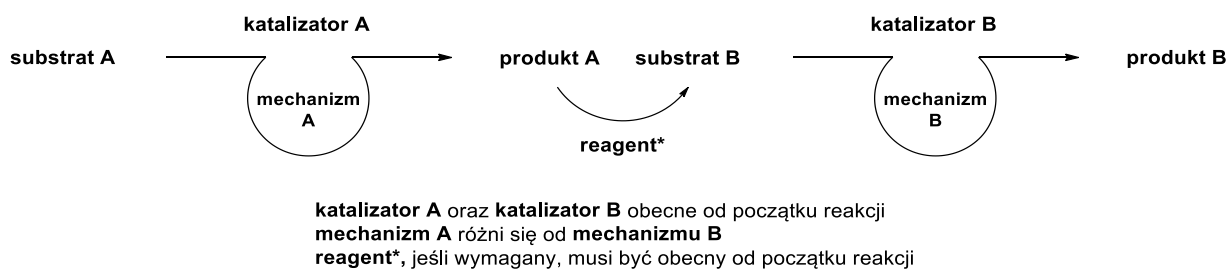 katalizator A katalizator B
substrat A produkt A substrat B produkt B
mechanizm mechanizm
A B
reagent*
katalizator A oraz katalizator B obecne od początku reakcji
mechanizm A różni się od mechanizmu B
reagent*, jeśli wymagany, musi być obecny od początku reakcji